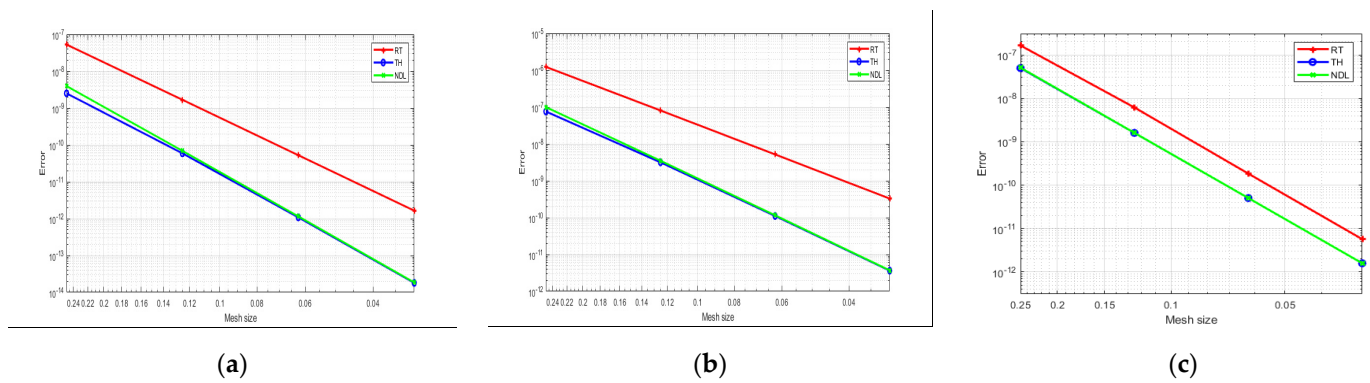 10^-7
10^-8
10^-9
10^-10
10^-11
10^-12
10^-13
10^-14
Error
RT
TH
NDL
0.24 0.22 0.2 0.18 0.16 0.14 0.12 0.1 0.08 0.06 0.04
Mesh size
(a)
10^-5
10^-6
10^-7
10^-8
10^-9
10^-10
10^-11
10^-12
Error
RT
TH
NDL
0.24 0.22 0.2 0.18 0.16 0.14 0.12 0.1 0.08 0.06 0.04
Mesh size
(b)
10^-7
10^-8
10^-9
10^-10
10^-11
10^-12
Error
RT
TH
NDL
0.25 0.2 0.15 0.1 0.05
Mesh size
(c)